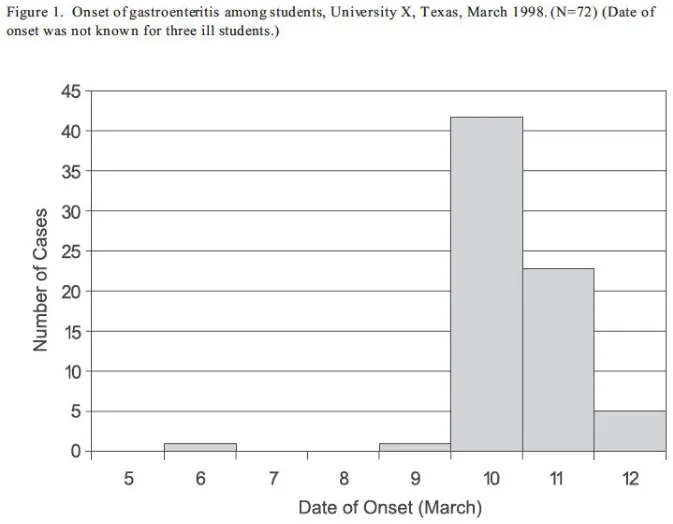 Figure 1. Onset of gastroenteritis among students, University X, Texas, March 1998. (N=72) (Date of
onset was not known for three ill students.)
45
40
35
30
25
20
15
10
5
0
Number of Cases
5 6 7 8 9 10 11 12
Date of Onset (March)